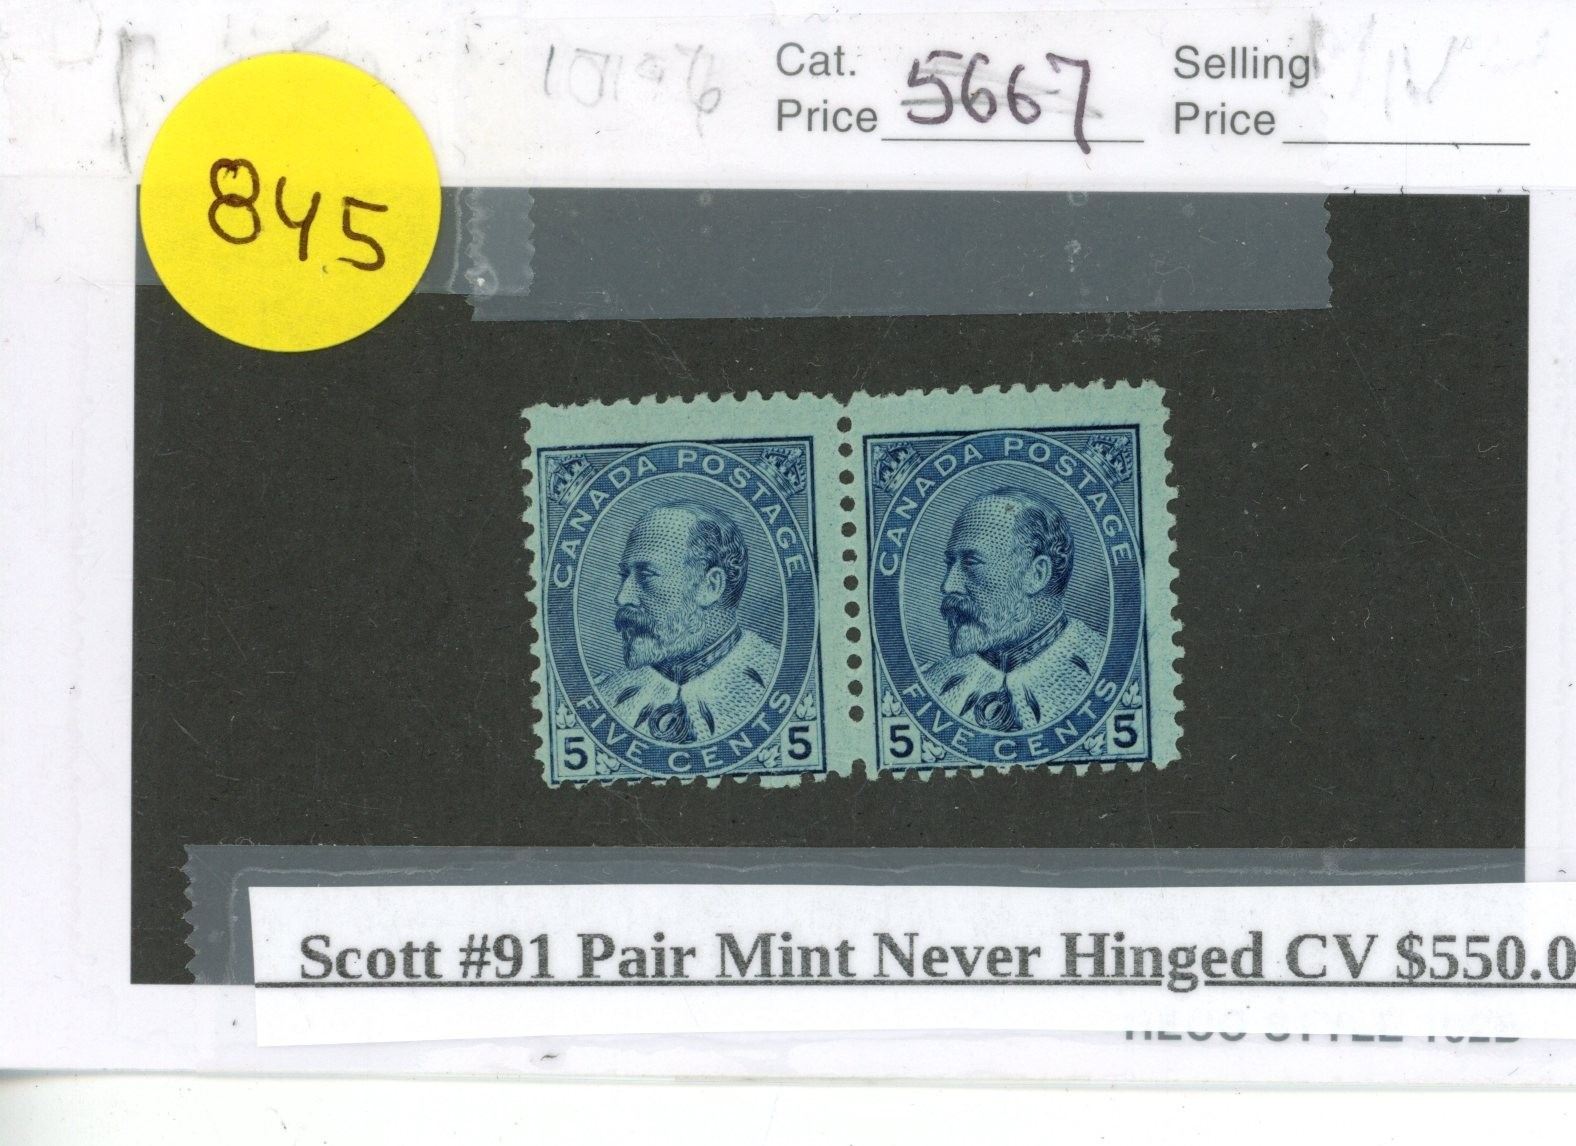 Cat. 5667 Selling
Price Price
845
CANADA POSTAGE CANADA POSTAGE
5 FIVE CENTS 5 5 FIVE CENTS 5
Scott #91 Pair Mint Never Hinged CV $550.0